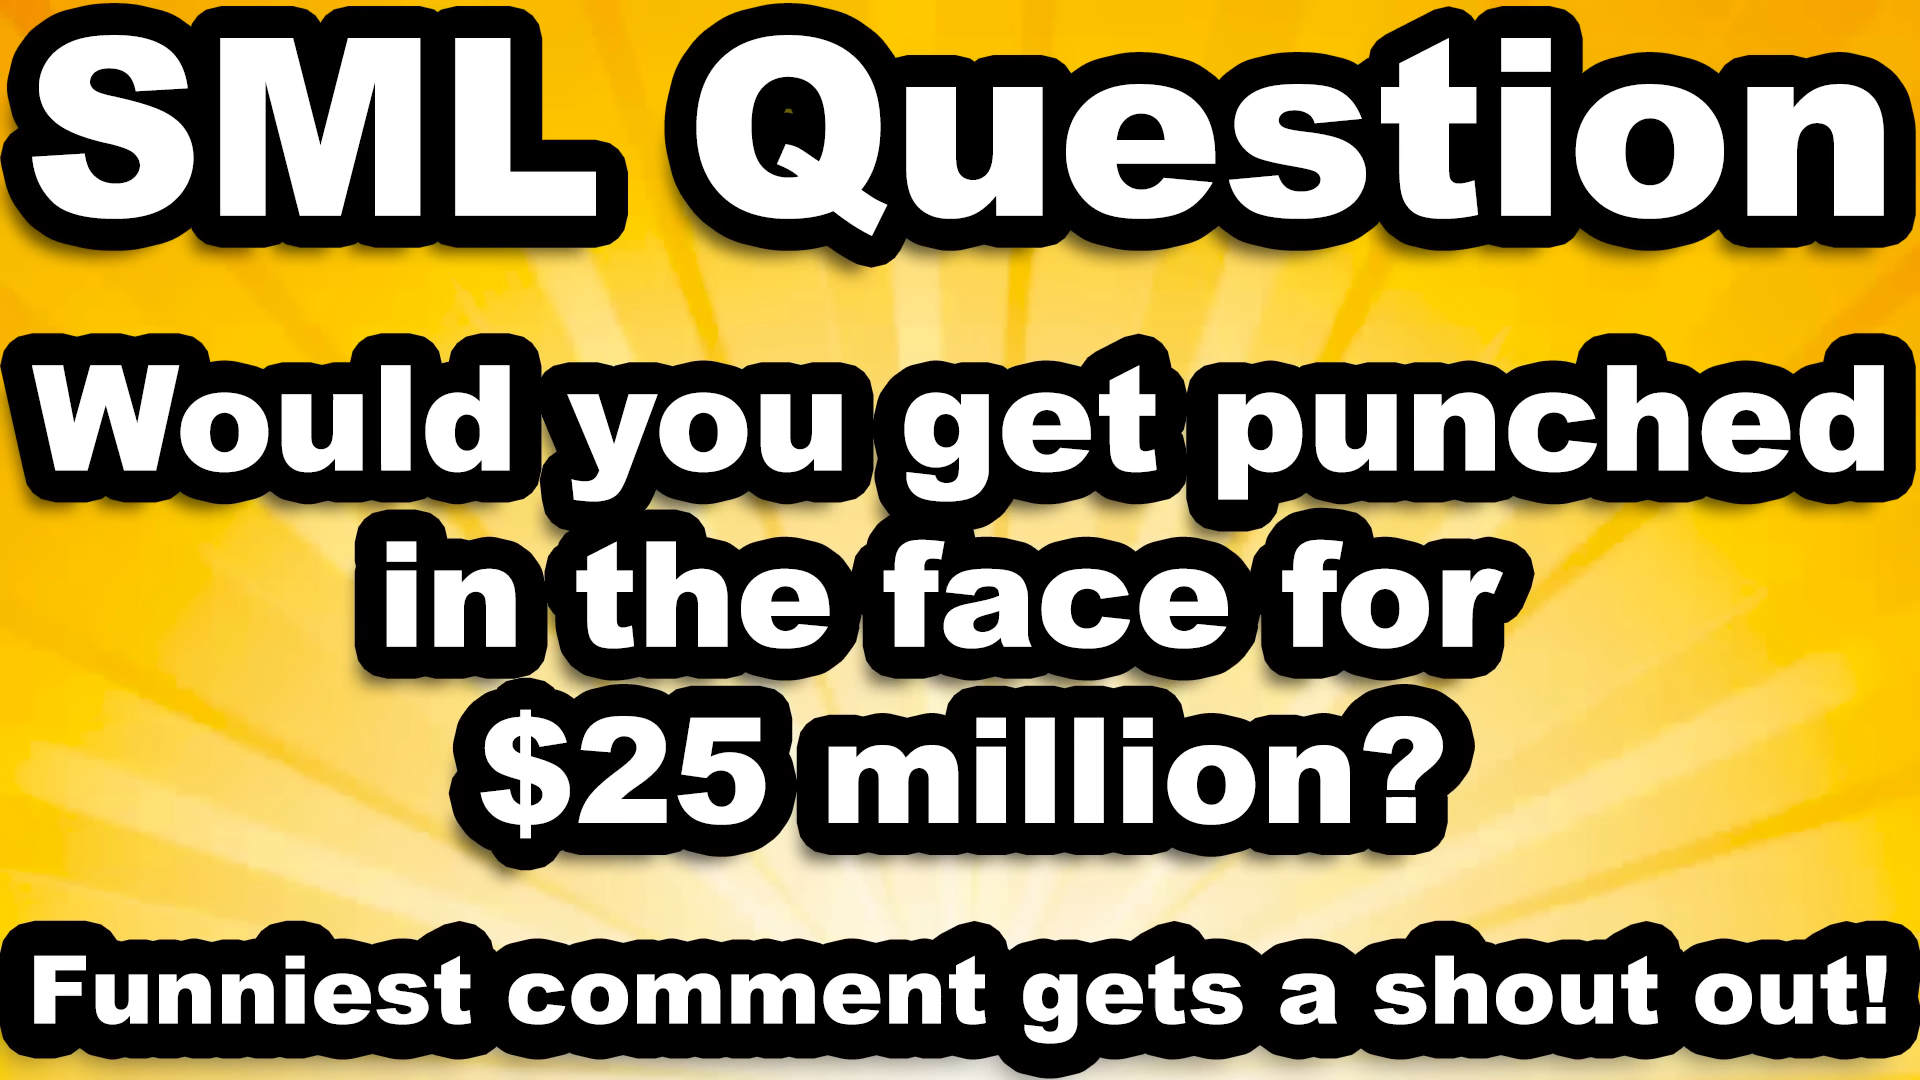 SML Question
Would you get punched
in the face for
$25 million?
Funniest comment gets a shout out!